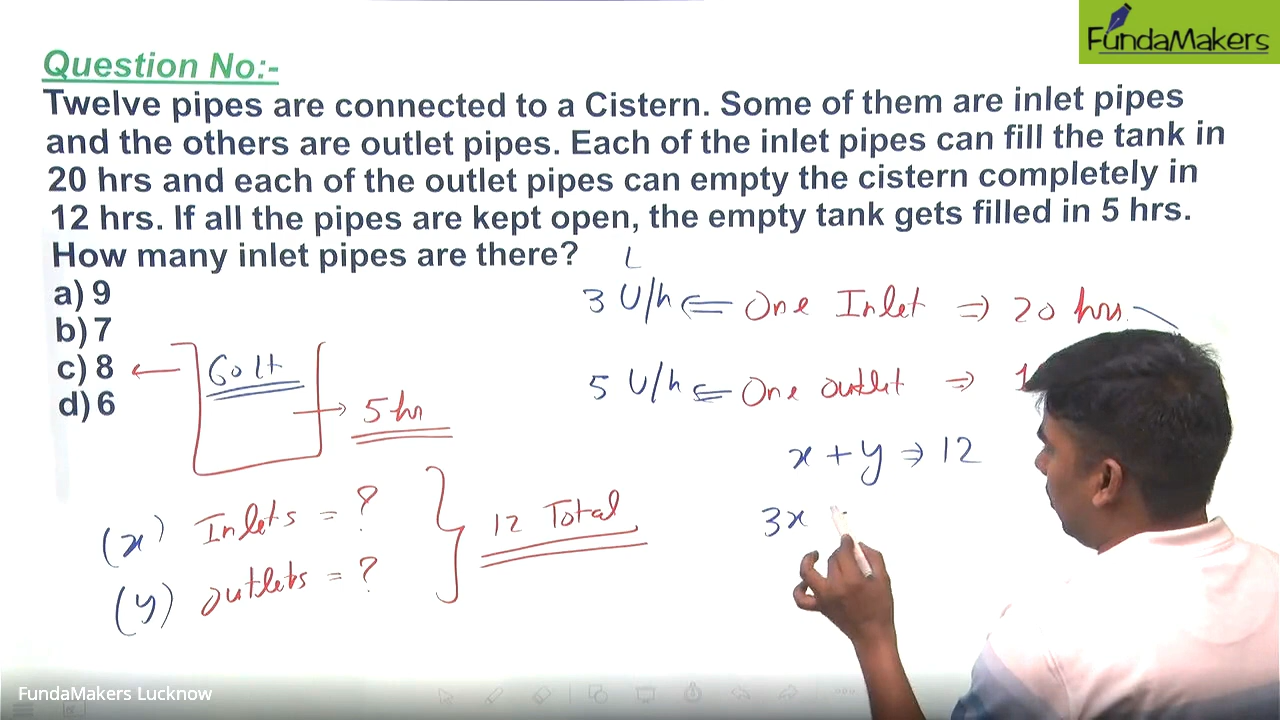 FundaMakers
Question No:-
Twelve pipes are connected to a Cistern. Some of them are inlet pipes
and the others are outlet pipes. Each of the inlet pipes can fill the tank in
20 hrs and each of the outlet pipes can empty the cistern completely in
12 hrs. If all the pipes are kept open, the empty tank gets filled in 5 hrs.
How many inlet pipes are there?
a) 9
b) 7
c) 8
d) 6
L
3 U/h ⇐ One Inlet ⇒ 20 hrs.
60 lt
5 U/h ⇐ One outlet ⇒ 1
5 hr
x + y ⇒ 12
(x) Inlets = ?
12 Total
3x
(y) outlets = ?
FundaMakers Lucknow